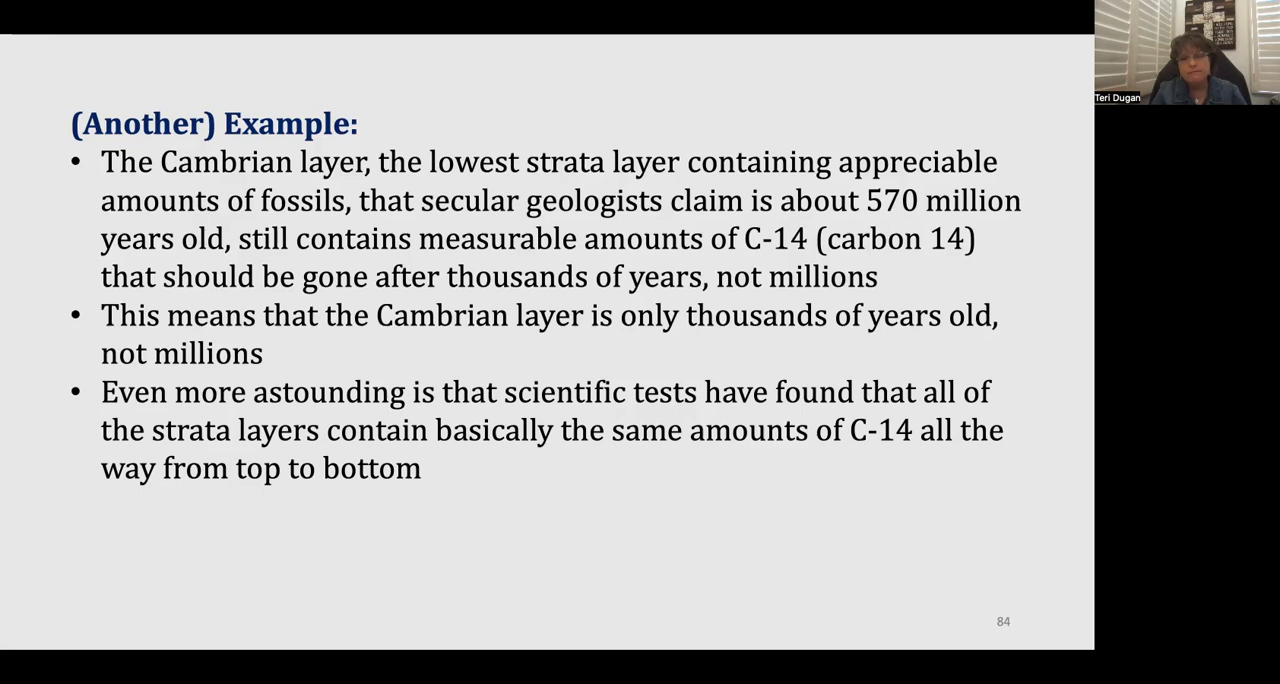 Teri Dugan
(Another) Example:
• The Cambrian layer, the lowest strata layer containing appreciable
amounts of fossils, that secular geologists claim is about 570 million
years old, still contains measurable amounts of C-14 (carbon 14)
that should be gone after thousands of years, not millions
• This means that the Cambrian layer is only thousands of years old,
not millions
• Even more astounding is that scientific tests have found that all of
the strata layers contain basically the same amounts of C-14 all the
way from top to bottom
84